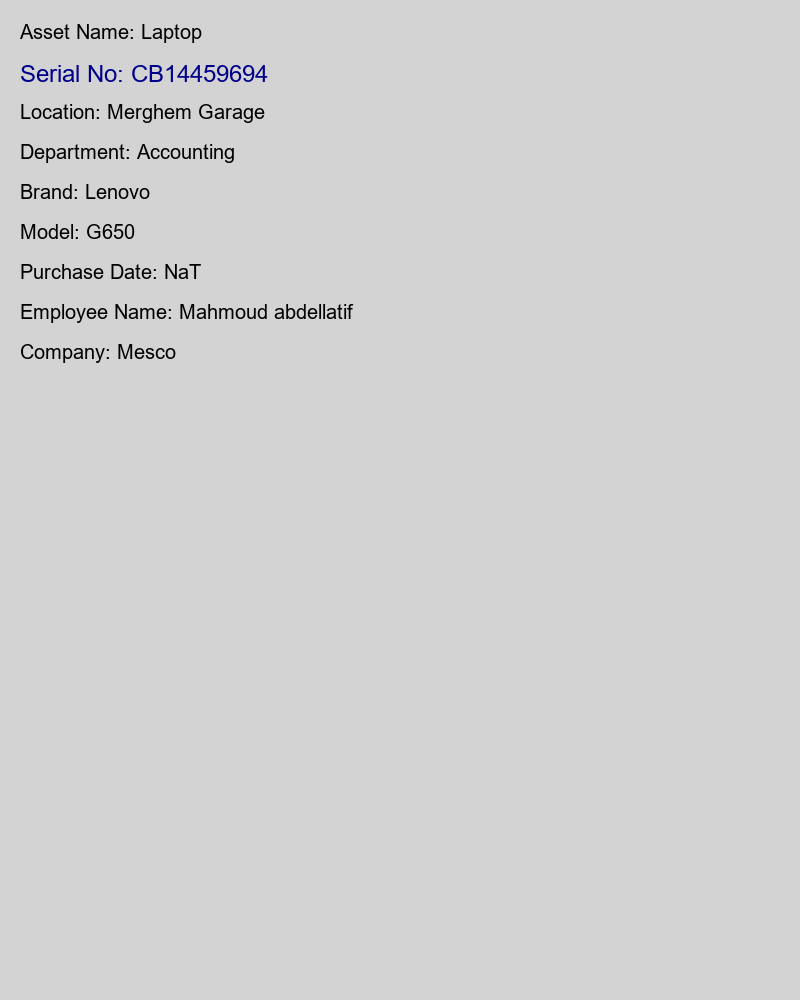 Asset Name: Laptop
Serial No: CB14459694
Location: Merghem Garage
Department: Accounting
Brand: Lenovo
Model: G650
Purchase Date: NaT
Employee Name: Mahmoud abdellatif
Company: Mesco